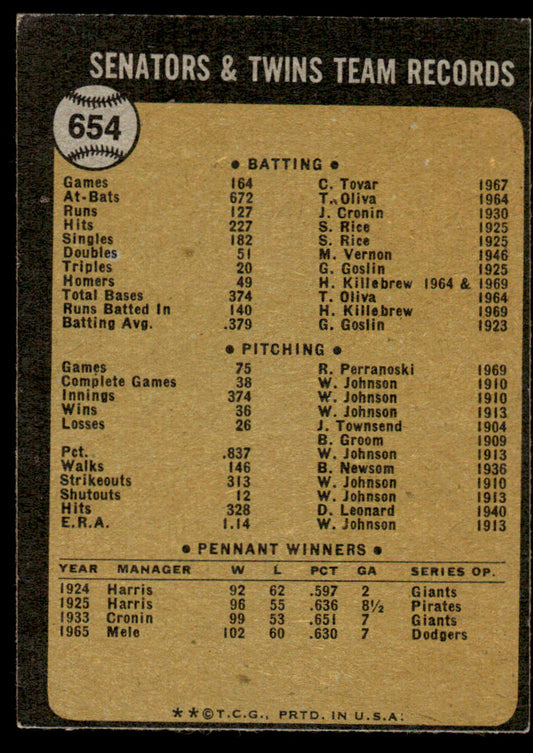 SENATORS & TWINS TEAM RECORDS
654
• BATTING •
Games 164 C. Tovar 1967
At-Bats 672 T. Oliva 1964
Runs 127 J. Cronin 1930
Hits 227 S. Rice 1925
Singles 182 S. Rice 1925
Doubles 51 M. Vernon 1946
Triples 20 G. Goslin 1925
Homers 49 H. Killebrew 1964 & 1969
Total Bases 374 T. Oliva 1964
Runs Batted In 140 H. Killebrew 1969
Batting Avg. .379 G. Goslin 1923
• PITCHING •
Games 75 R. Perranoski 1969
Complete Games 38 W. Johnson 1910
Innings 374 W. Johnson 1910
Wins 36 W. Johnson 1913
Losses 26 J. Townsend 1904
B. Groom 1909
Pct. .837 W. Johnson 1913
Walks 146 B. Newsom 1936
Strikeouts 313 W. Johnson 1910
Shutouts 12 W. Johnson 1913
Hits 328 D. Leonard 1940
E.R.A. 1.14 W. Johnson 1913
• PENNANT WINNERS •
YEAR MANAGER W L PCT GA SERIES OP.
1924 Harris 92 62 .597 2 Giants
1925 Harris 96 55 .636 8½ Pirates
1933 Cronin 99 53 .651 7 Giants
1965 Mele 102 60 .630 7 Dodgers
**©T.C.G., PRTD. IN U.S.A.